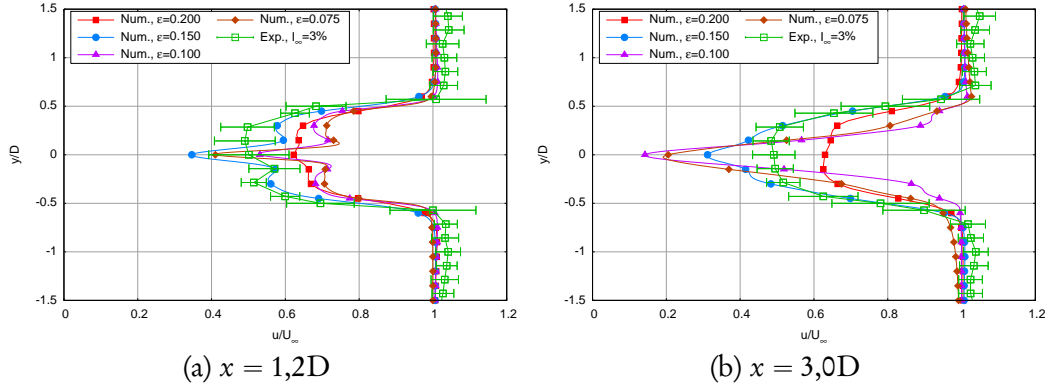 Num., ε=0.200
Num., ε=0.150
Num., ε=0.100
Num., ε=0.075
Exp., I∞=3%
1.5
1
0.5
0
-0.5
-1
-1.5
y/D
0 0.2 0.4 0.6 0.8 1 1.2
u/U∞
(a) x = 1,2D
Num., ε=0.200
Num., ε=0.150
Num., ε=0.100
Num., ε=0.075
Exp., I∞=3%
1.5
1
0.5
0
-0.5
-1
-1.5
y/D
0 0.2 0.4 0.6 0.8 1 1.2
u/U∞
(b) x = 3,0D